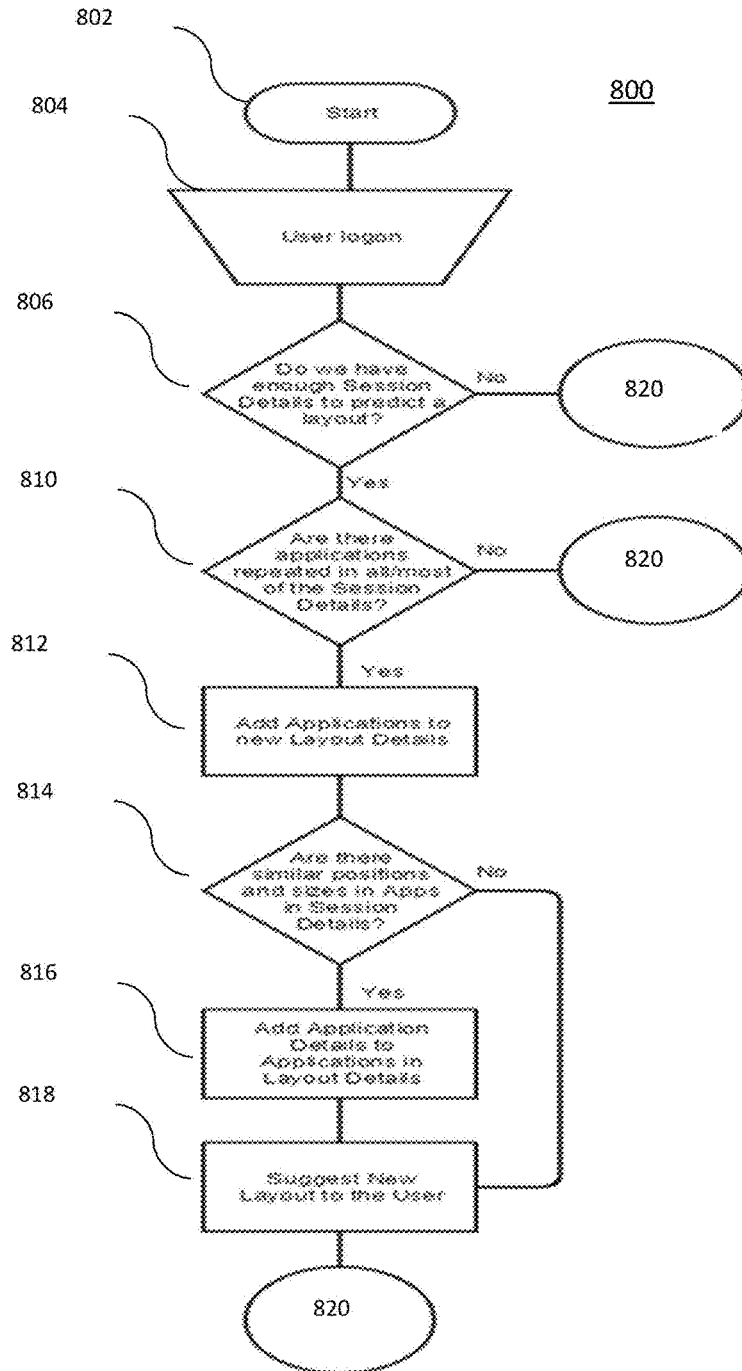 802
800
Start
804
User logon
806
Do we have
enough Session
Details to predict a
layout?
No
820
Yes
810
Are there
applications
repeated in all/most
of the Session
Details?
No
820
Yes
812
Add Applications to
new Layout Details
814
Are there
similar positions
and sizes in Apps
in Session
Details?
No
Yes
816
Add Application
Details to
Applications in
Layout Details
818
Suggest New
Layout to the User
820